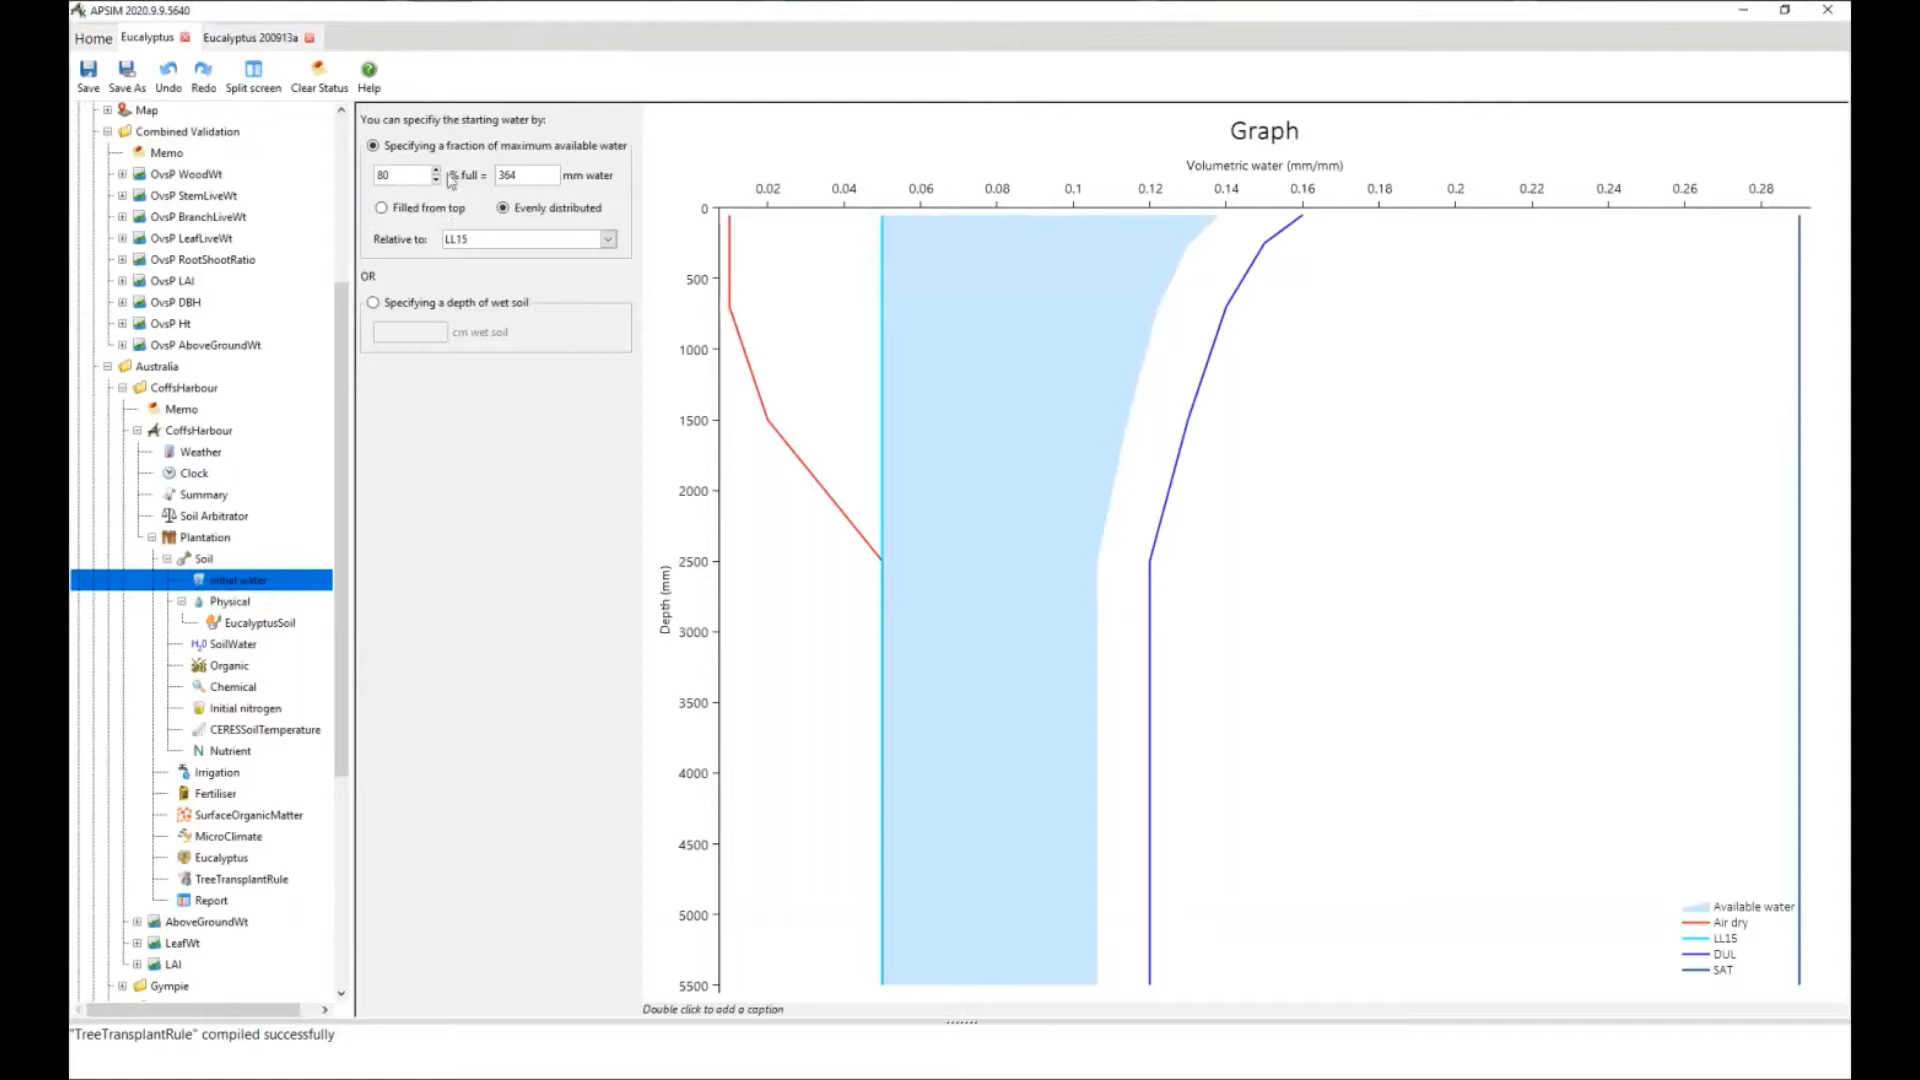 APSIM 2020.9.9.5640
Home
Eucalyptus
Eucalyptus 200913a
Save
Save As
Undo
Redo
Split screen
Clear Status
Help
Map
Combined Validation
Memo
OvsP WoodWt
OvsP StemLiveWt
OvsP BranchLiveWt
OvsP LeafLiveWt
OvsP RootShootRatio
OvsP LAI
OvsP DBH
OvsP Ht
OvsP AboveGroundWt
Australia
CoffsHarbour
Memo
CoffsHarbour
Weather
Clock
Summary
Soil Arbitrator
Plantation
Soil
Initial water
Physical
EucalyptusSoil
H2O SoilWater
Organic
Chemical
Initial nitrogen
CERESSoilTemperature
N Nutrient
Irrigation
Fertiliser
SurfaceOrganicMatter
MicroClimate
Eucalyptus
TreeTransplantRule
Report
AboveGroundWt
LeafWt
LAI
Gympie
You can specifiy the starting water by:
Specifying a fraction of maximum available water
80 % full = 364 mm water
Filled from top Evenly distributed
Relative to: LL15
OR
Specifying a depth of wet soil
cm wet soil
Graph
Volumetric water (mm/mm)
0.02 0.04 0.06 0.08 0.1 0.12 0.14 0.16 0.18 0.2 0.22 0.24 0.26 0.28
0
500
1000
1500
2000
2500
3000
3500
4000
4500
5000
5500
Depth (mm)
Available water
Air dry
LL15
DUL
SAT
Double click to add a caption
"TreeTransplantRule" compiled successfully